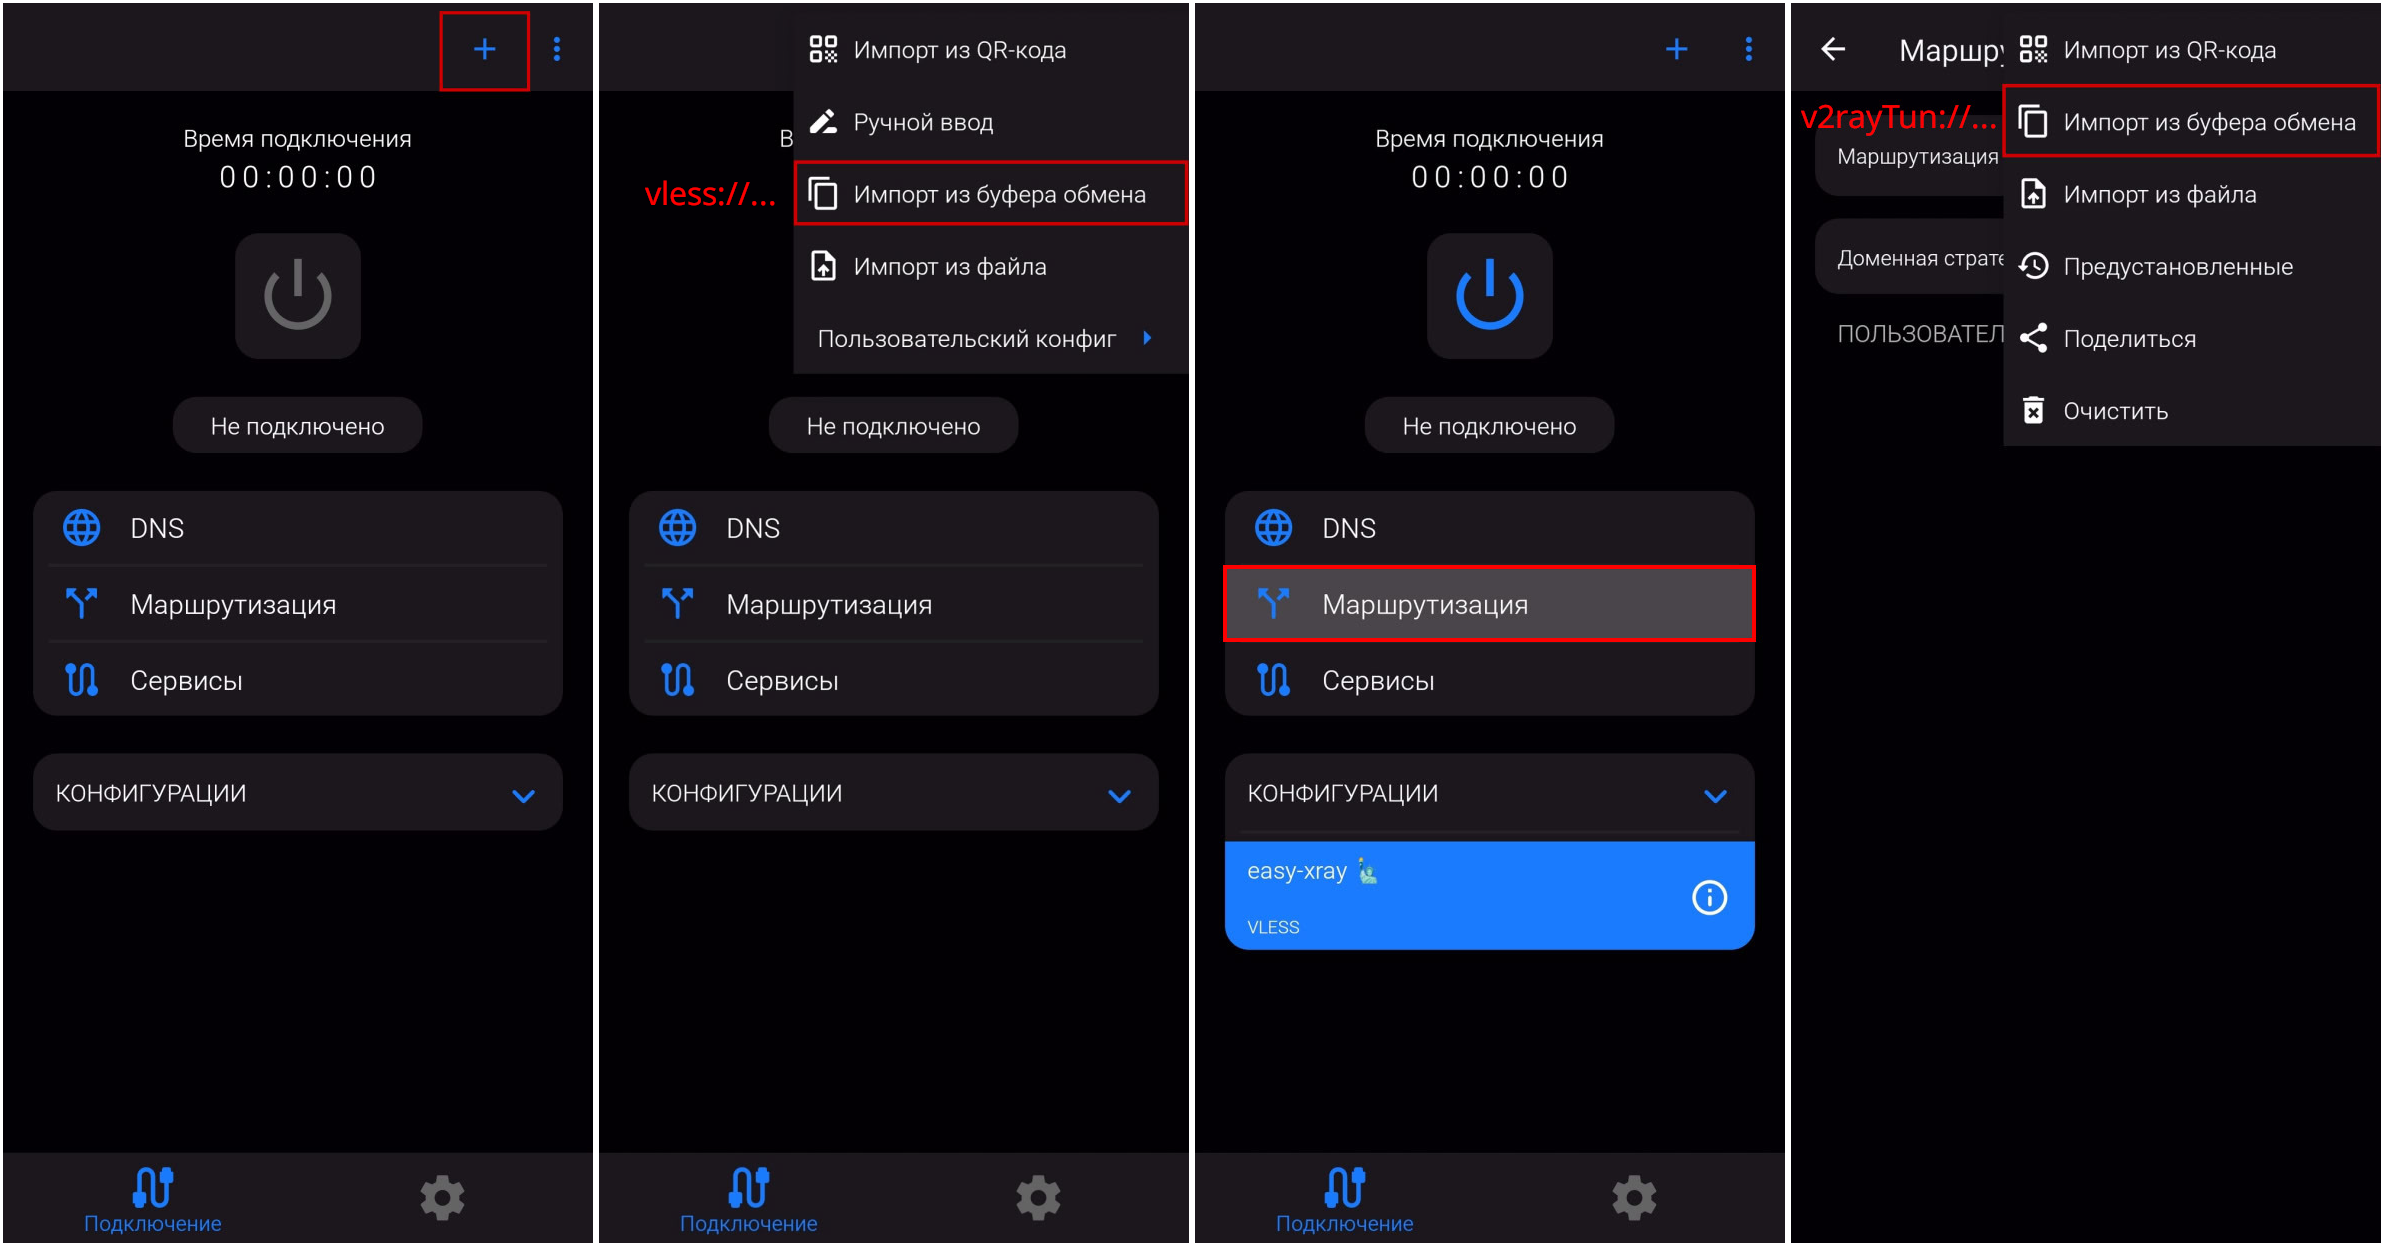 Время подключения
00:00:00
Не подключено
DNS
Маршрутизация
Сервисы
КОНФИГУРАЦИИ
Подключение
Импорт из QR-кода
Ручной ввод
В
vless://...
Импорт из буфера обмена
Импорт из файла
Пользовательский конфиг
Не подключено
DNS
Маршрутизация
Сервисы
КОНФИГУРАЦИИ
Подключение
Время подключения
00:00:00
Не подключено
DNS
Маршрутизация
Сервисы
КОНФИГУРАЦИИ
easy-xray
VLESS
Подключение
Маршру
Импорт из QR-кода
v2rayTun://...
Импорт из буфера обмена
Маршрутизация
Импорт из файла
Доменная страте
Предустановленные
ПОЛЬЗОВАТЕЛ
Поделиться
Очистить